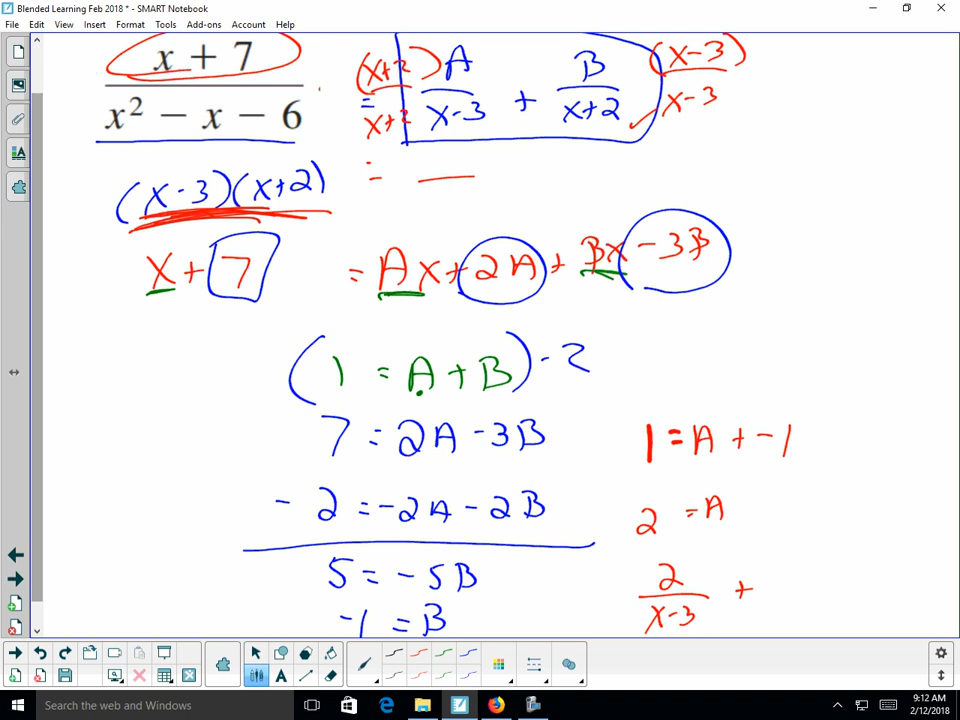 Blended Learning Feb 2018 * - SMART Notebook
File Edit View Insert Format Tools Add-ons Account Help
x + 7 / x² − x − 6 = (x+2)/(x+2) A/(x-3) + B/(x+2) (x-3)/(x-3)
(x-3)(x+2) =
x + 7 = Ax + 2A + Bx - 3B
(1 = A + B) - 2
7 = 2A - 3B
1 = A + -1
- 2 = -2A - 2B
2 = A
5 = -5B
2/(x-3) +
-1 = B
Search the web and Windows
9:12 AM
2/12/2018